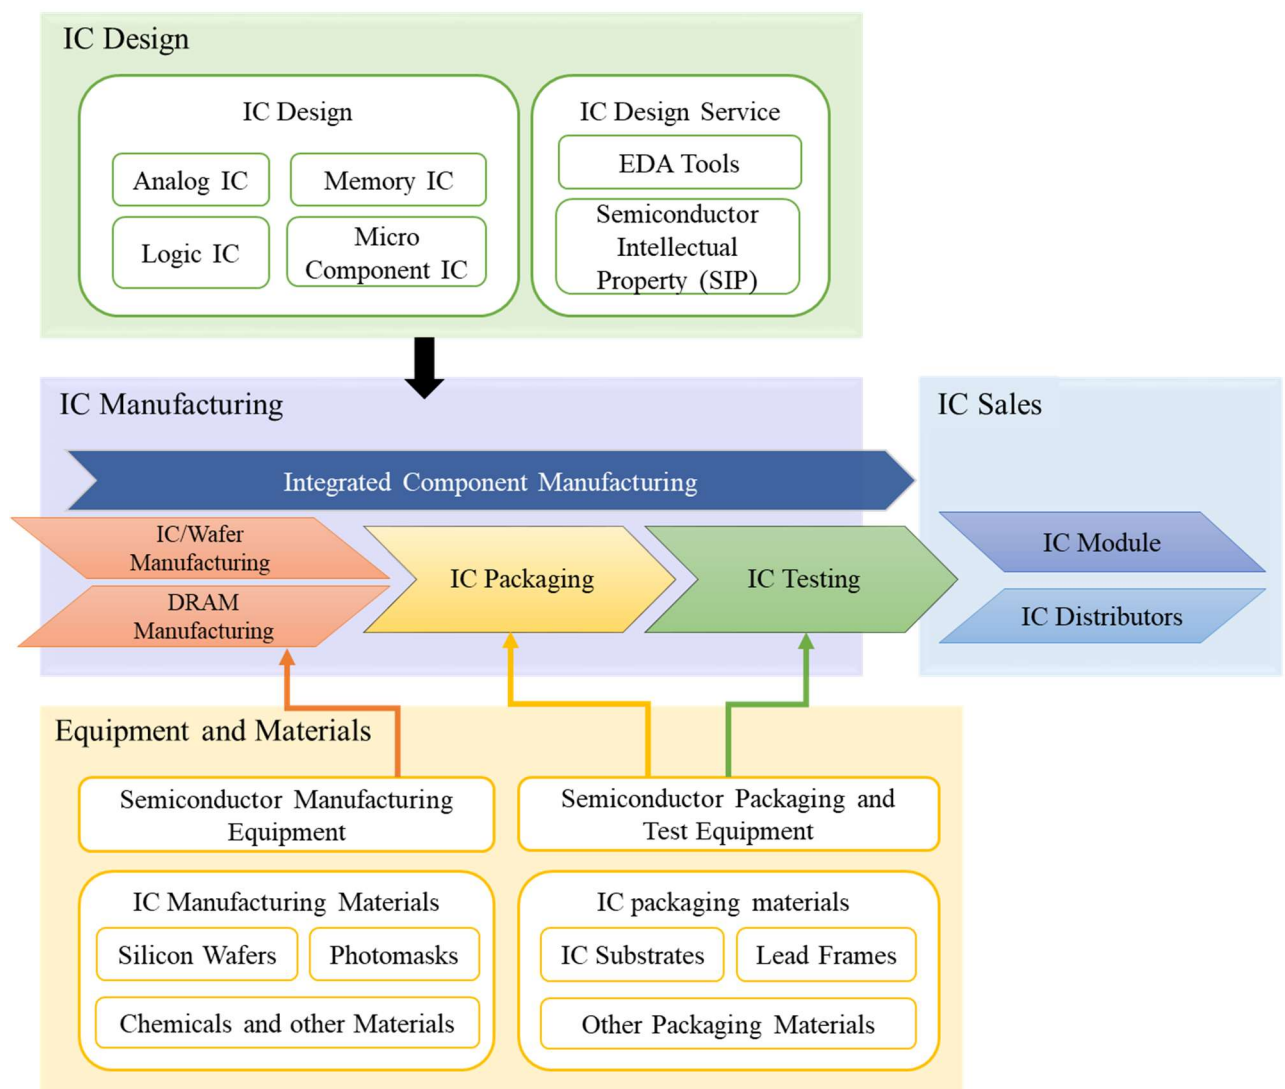 IC Design
IC Design
Analog IC
Memory IC
Logic IC
Micro
Component IC
IC Design Service
EDA Tools
Semiconductor
Intellectual
Property (SIP)
IC Manufacturing
Integrated Component Manufacturing
IC/Wafer
Manufacturing
DRAM
Manufacturing
IC Packaging
IC Testing
IC Sales
IC Module
IC Distributors
Equipment and Materials
Semiconductor Manufacturing
Equipment
Semiconductor Packaging and
Test Equipment
IC Manufacturing Materials
Silicon Wafers
Photomasks
Chemicals and other Materials
IC packaging materials
IC Substrates
Lead Frames
Other Packaging Materials